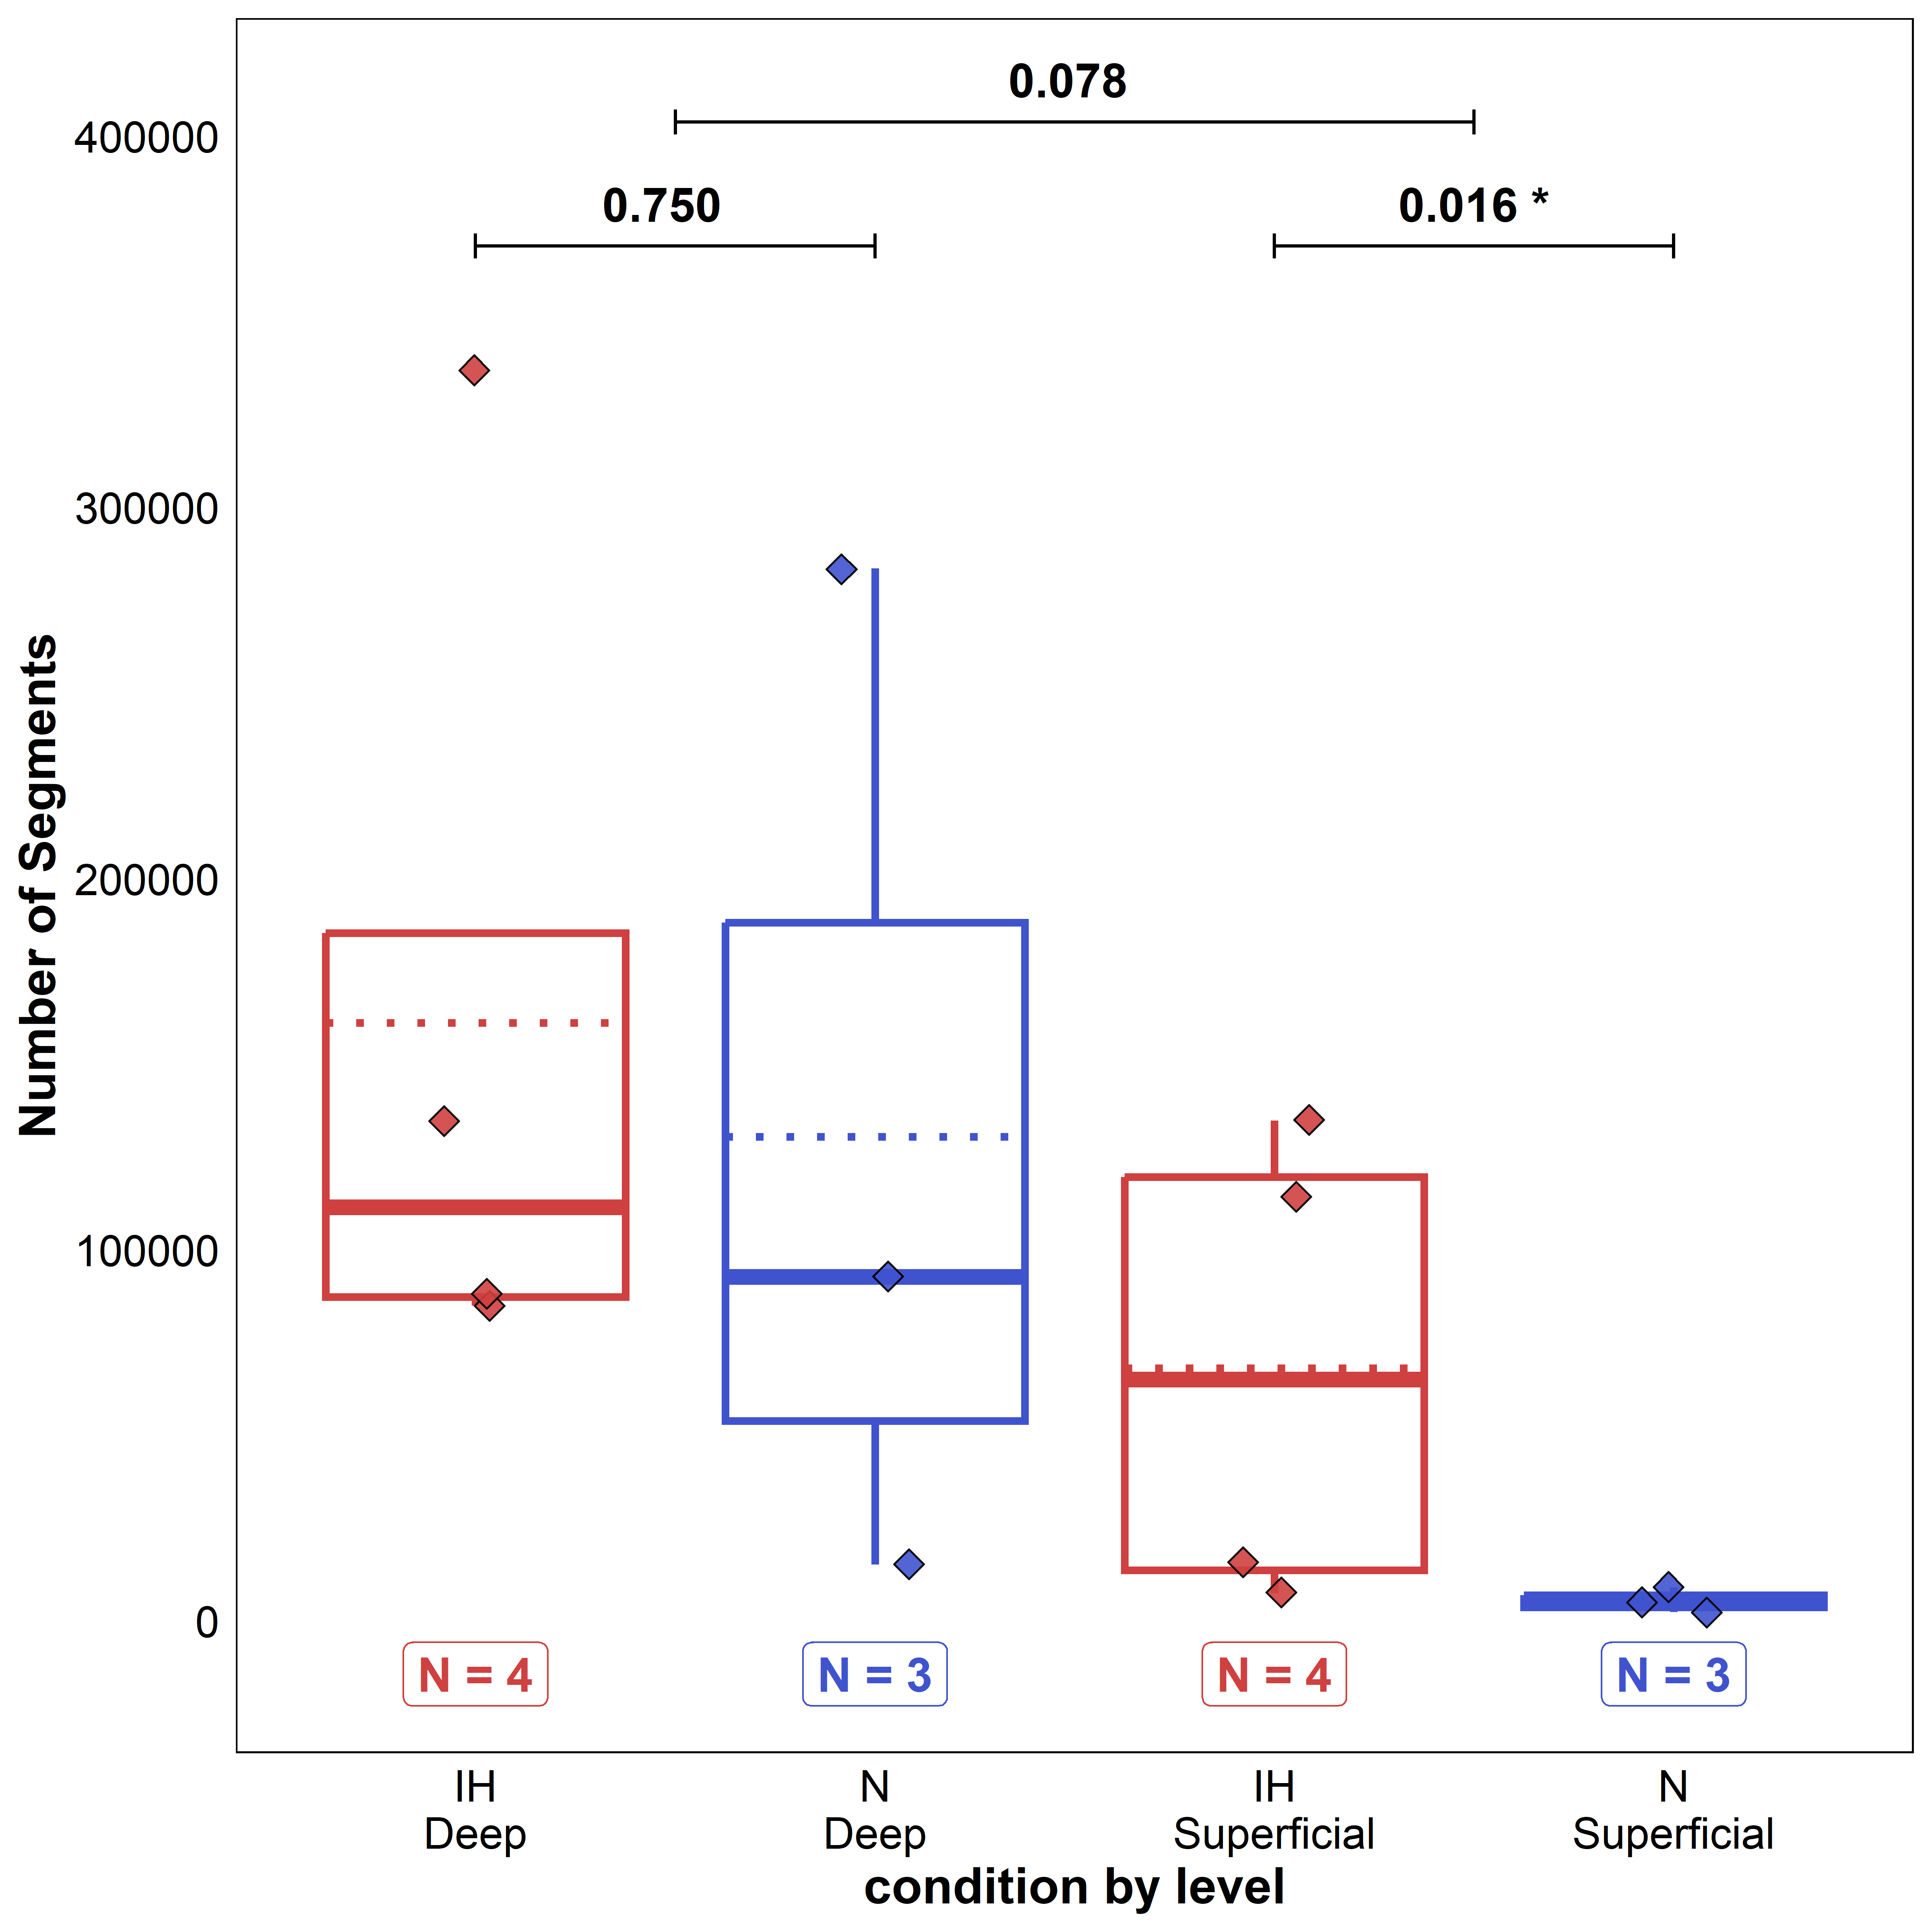 0.078
400000
0.750
0.016 *
300000
200000
100000
0
Number of Segments
N = 4
N = 3
N = 4
N = 3
IH
Deep
N
Deep
IH
Superficial
N
Superficial
condition by level